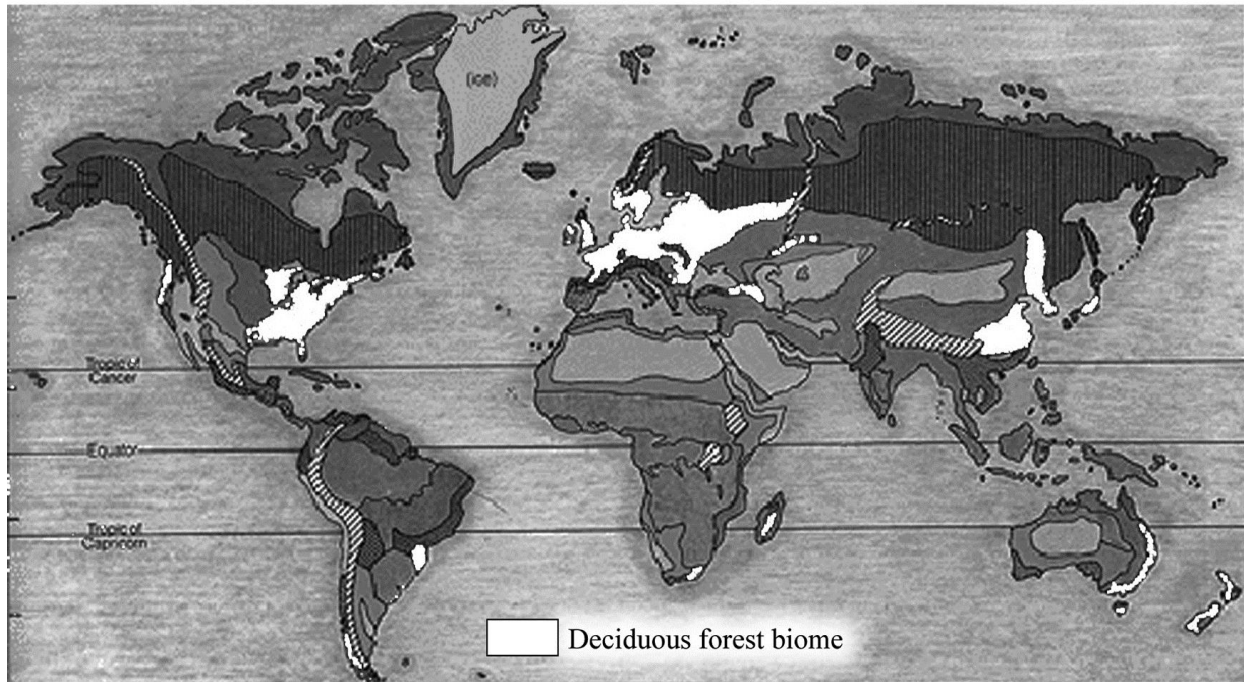 (ice)
Tropic of
Cancer
Equator
Tropic of
Capricorn
Deciduous forest biome